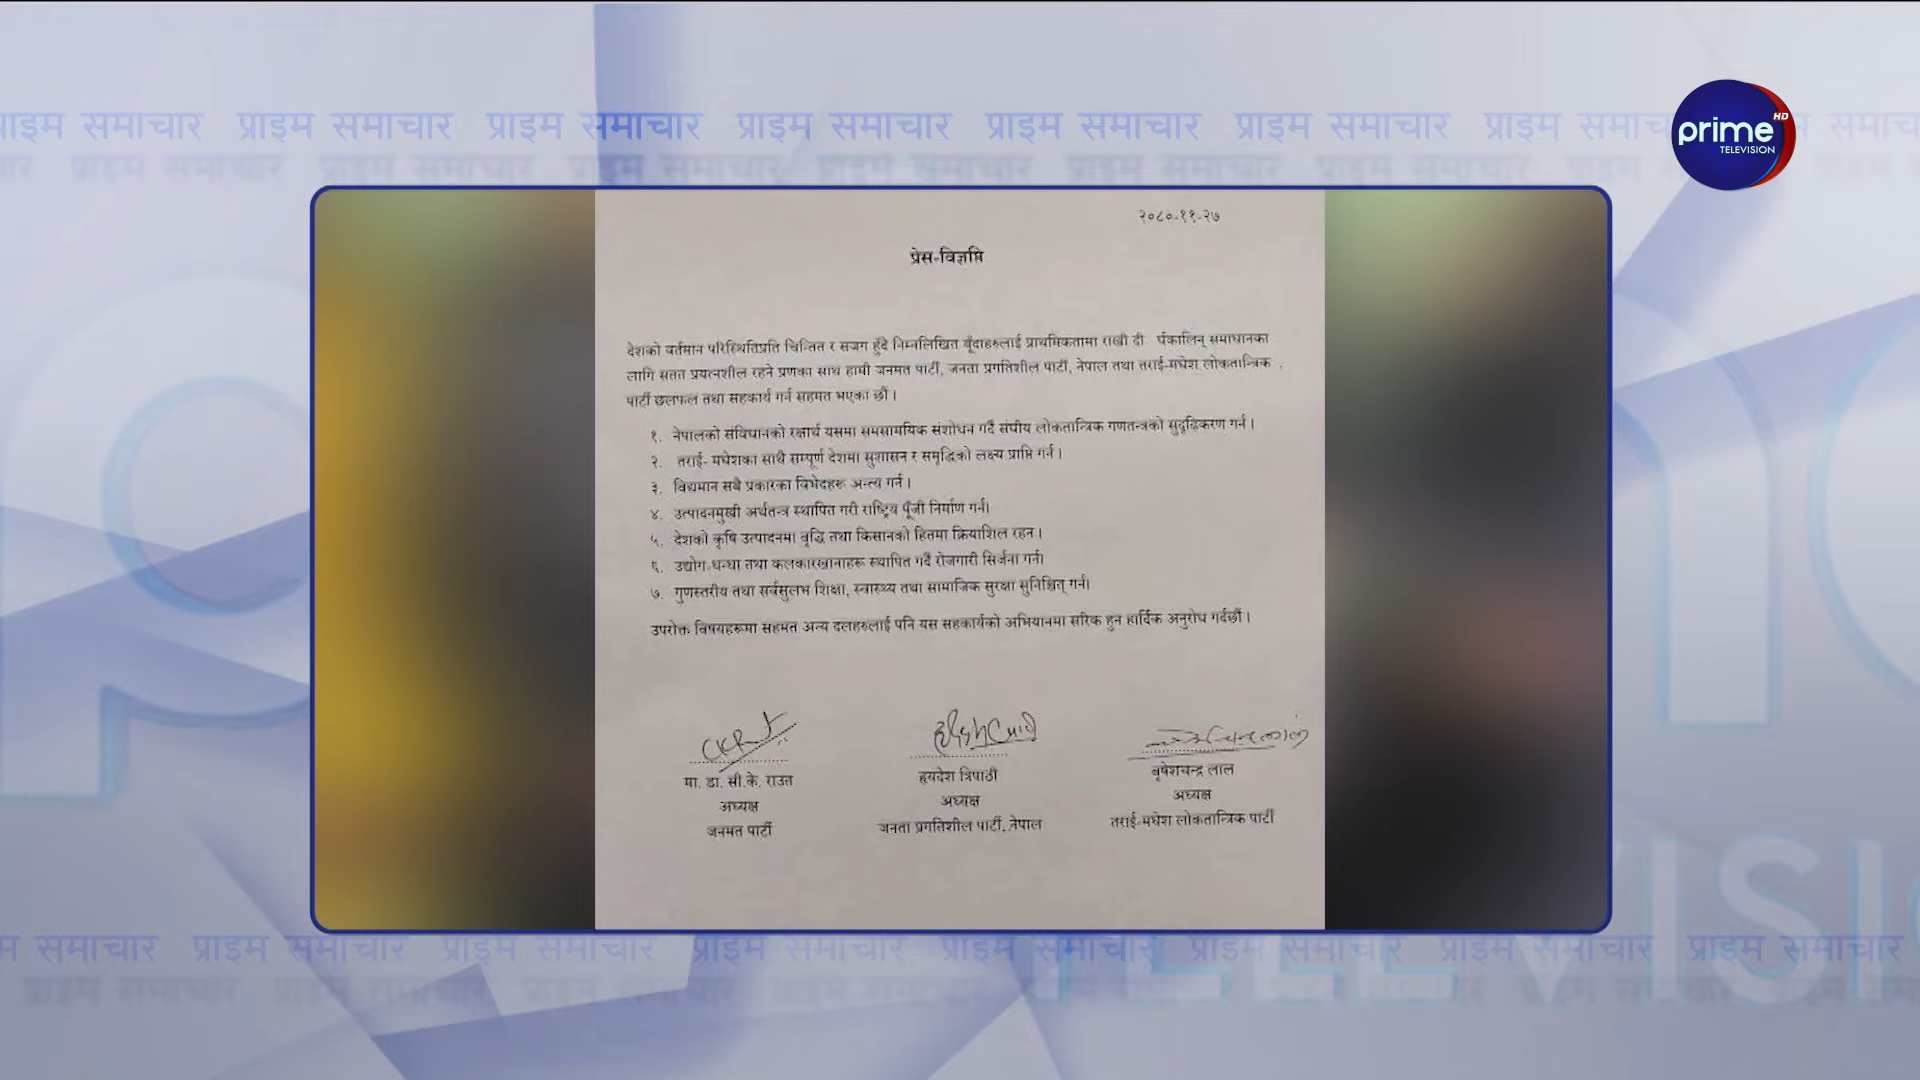 प्राइम समाचार प्राइम समाचार प्राइम समाचार प्राइम समाचार प्राइम समाचार प्राइम समाचार प्राइम
prime HD
TELEVISION
२०८०-११-२७
प्रेस-विज्ञप्ति
देशको वर्तमान परिस्थितिप्रति चिन्तित र सजग हुँदै निम्नलिखित बूँदाहरुलाई प्राथमिकतामा राखी दी र्घकालिन् समाधानका
लागि सतत प्रयत्नशील रहने प्रणका साथ हामी जनमत पार्टी, जनता प्रगतिशील पार्टी, नेपाल तथा तराई-मधेश लोकतान्त्रिक
पार्टी छलफल तथा सहकार्य गर्न सहमत भएका छौं ।
१. नेपालको संविधानको रक्षार्थ यसमा समसामयिक संशोधन गर्दै संघीय लोकतान्त्रिक गणतन्त्रको सुदृढिकरण गर्न ।
२. तराई- मधेशका साथै सम्पूर्ण देशमा सुशासन र समृद्धिको लक्ष्य प्राप्ति गर्न ।
३. विद्यमान सबै प्रकारका विभेदहरू अन्त्य गर्न ।
४. उत्पादनमुखी अर्थतन्त्र स्थापित गरी राष्ट्रिय पूँजी निर्माण गर्न।
५. देशको कृषि उत्पादनमा वृद्धि तथा किसानको हितमा क्रियाशिल रहन ।
६. उद्योग-धन्धा तथा कलकारखानाहरू स्थापित गर्दै रोजगारी सिर्जना गर्न।
७. गुणस्तरीय तथा सर्वसुलभ शिक्षा, स्वास्थ्य तथा सामाजिक सुरक्षा सुनिश्चित् गर्न।
उपरोक्त विषयहरूमा सहमत अन्य दलहरुलाई पनि यस सहकार्यको अभियानमा सरिक हुन हार्दिक अनुरोध गर्दछौं ।
मा. डा. सी.के. राउत
अध्यक्ष
जनमत पार्टी
हृयदेश त्रिपाठी
अध्यक्ष
जनता प्रगतिशील पार्टी, नेपाल
बृषेशचन्द्र लाल
अध्यक्ष
तराई-मधेश लोकतान्त्रिक पार्टी
समाचार प्राइम समाचार प्राइम समाचार प्राइम समाचार प्राइम समाचार प्राइम समाचार प्राइम समाचार प्राइम समाचार